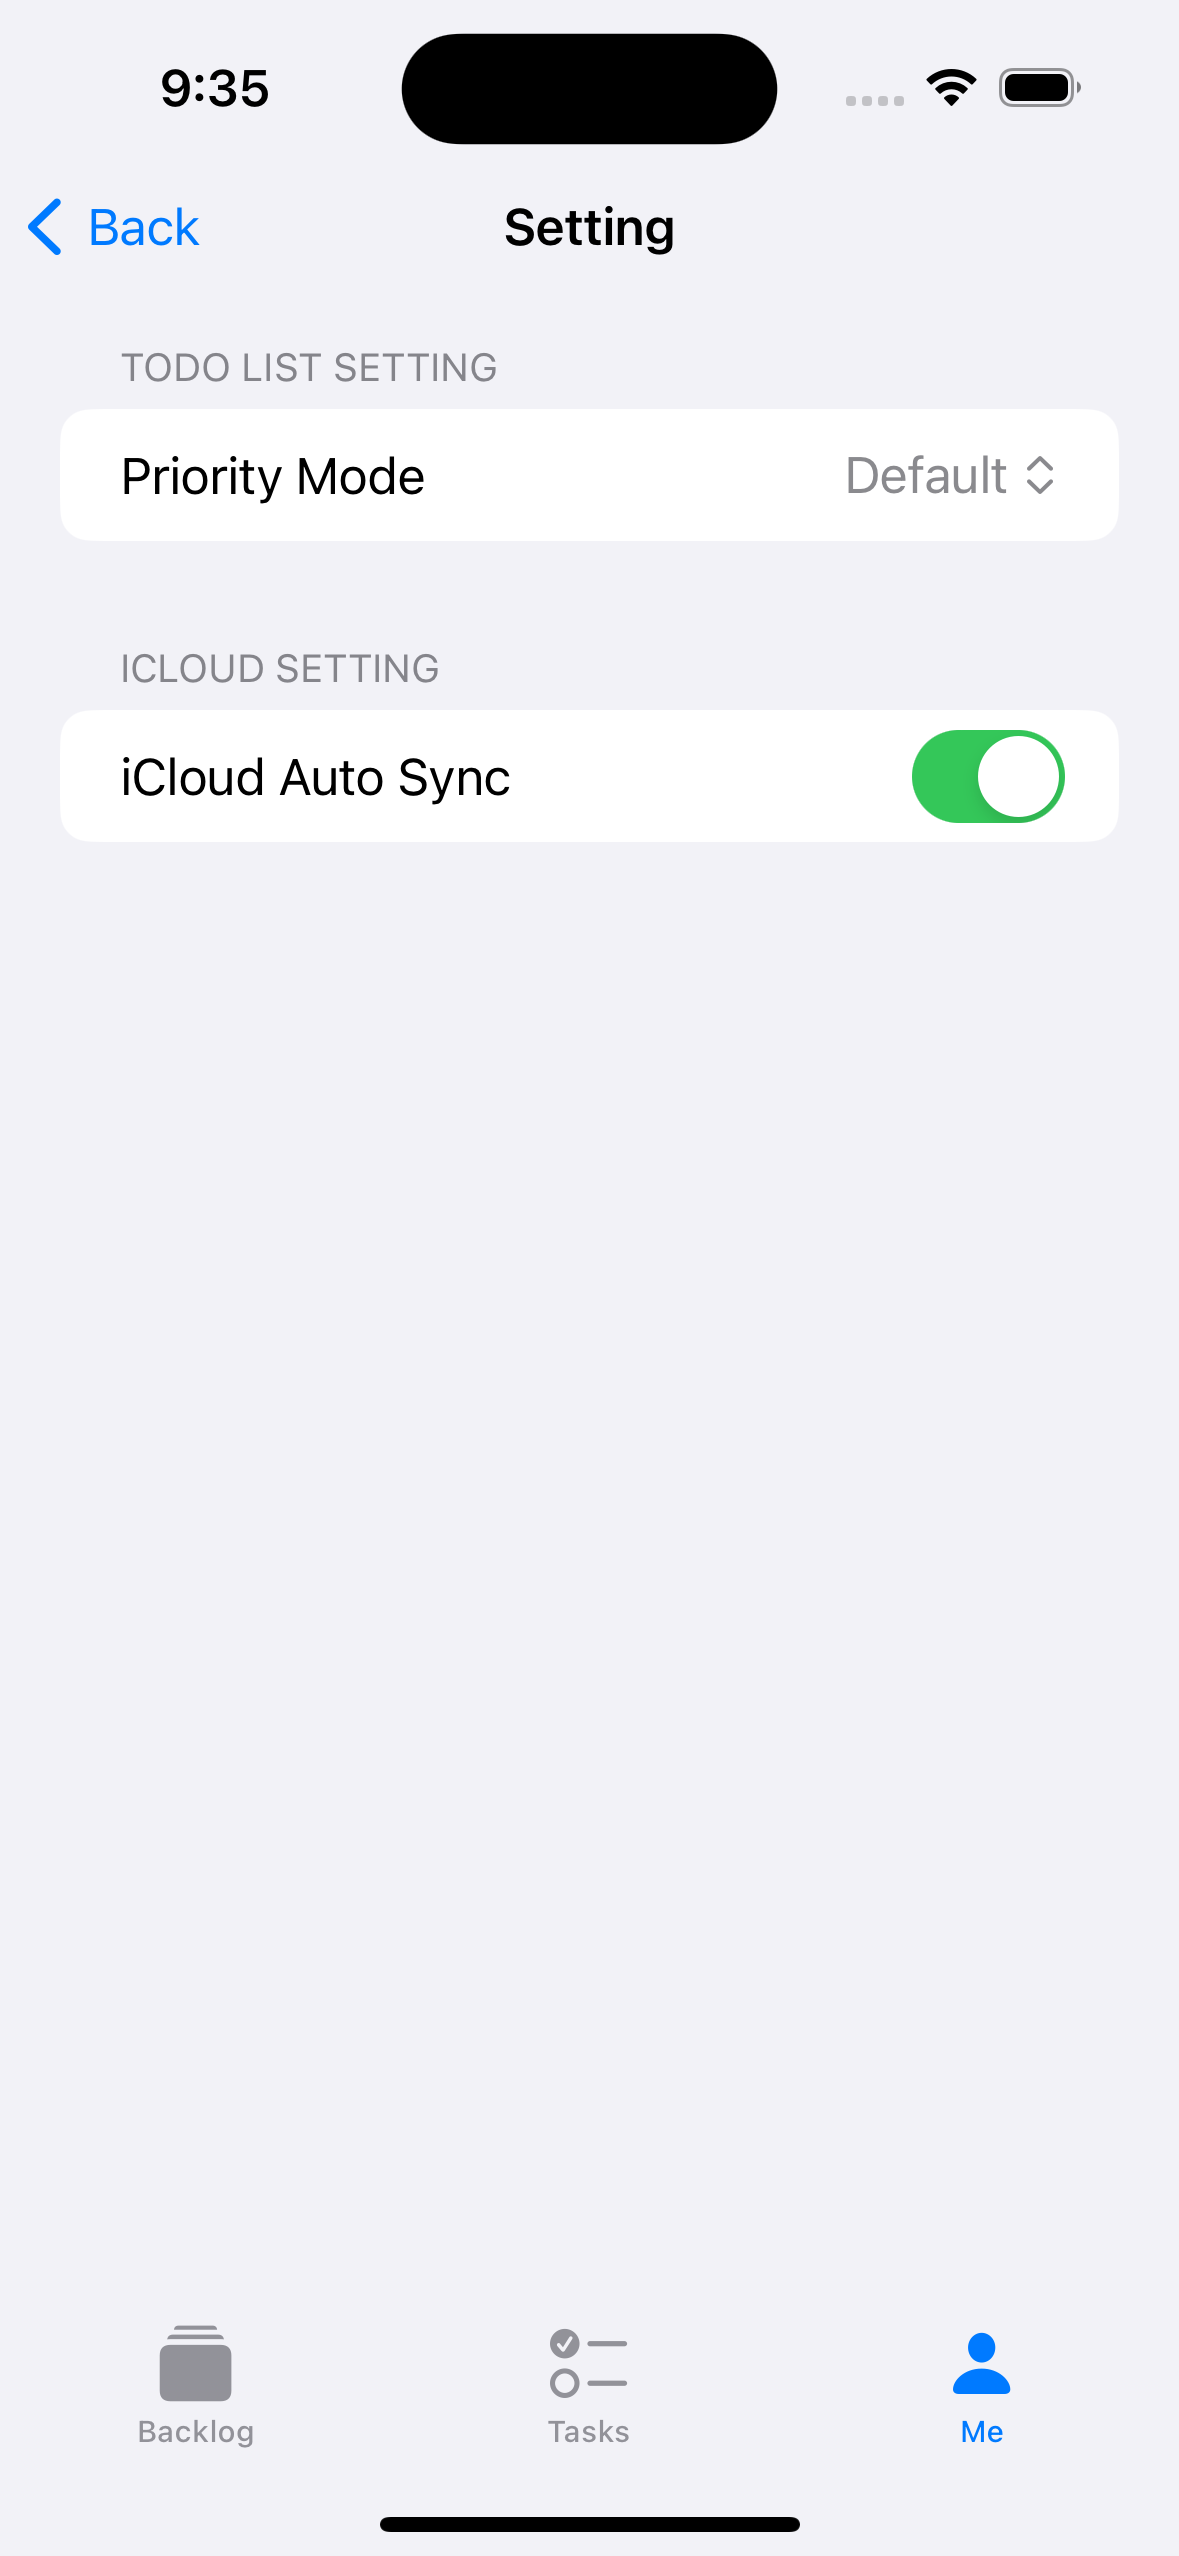 9:35
Back
Setting
TODO LIST SETTING
Priority Mode
Default
ICLOUD SETTING
iCloud Auto Sync
Backlog
Tasks
Me